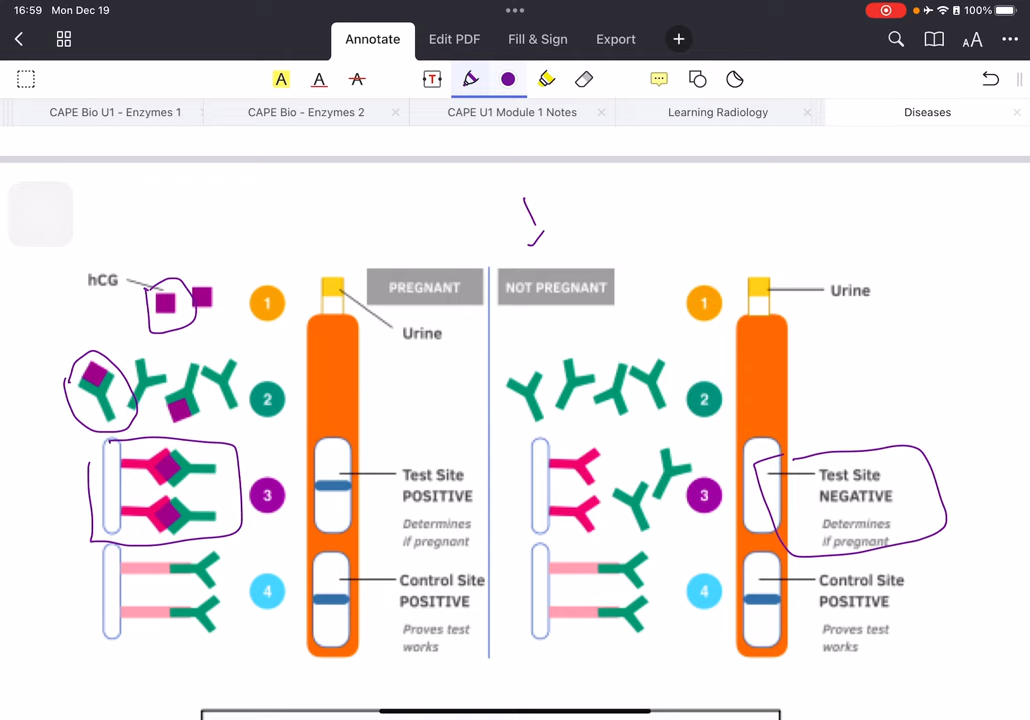 16:59 Mon Dec 19
100%
Annotate Edit PDF Fill & Sign Export
A A A T AA
CAPE Bio U1 - Enzymes 1
CAPE Bio - Enzymes 2
CAPE U1 Module 1 Notes
Learning Radiology
Diseases
hCG
1
PREGNANT
Urine
2
3
Test Site
POSITIVE
Determines
if pregnant
4
Control Site
POSITIVE
Proves test
works
NOT PREGNANT
1
Urine
2
3
Test Site
NEGATIVE
Determines
if pregnant
4
Control Site
POSITIVE
Proves test
works